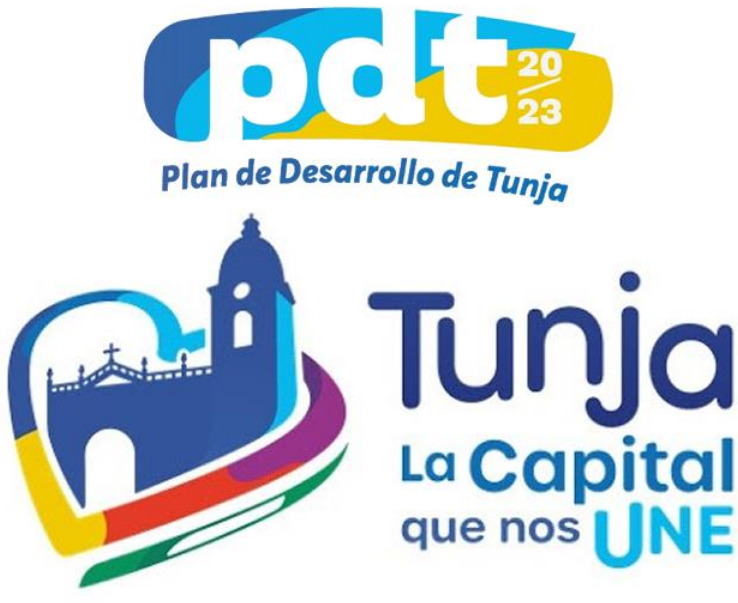 pdt 20/23
Plan de Desarrollo de Tunja
Tunja
La Capital
que nos UNE